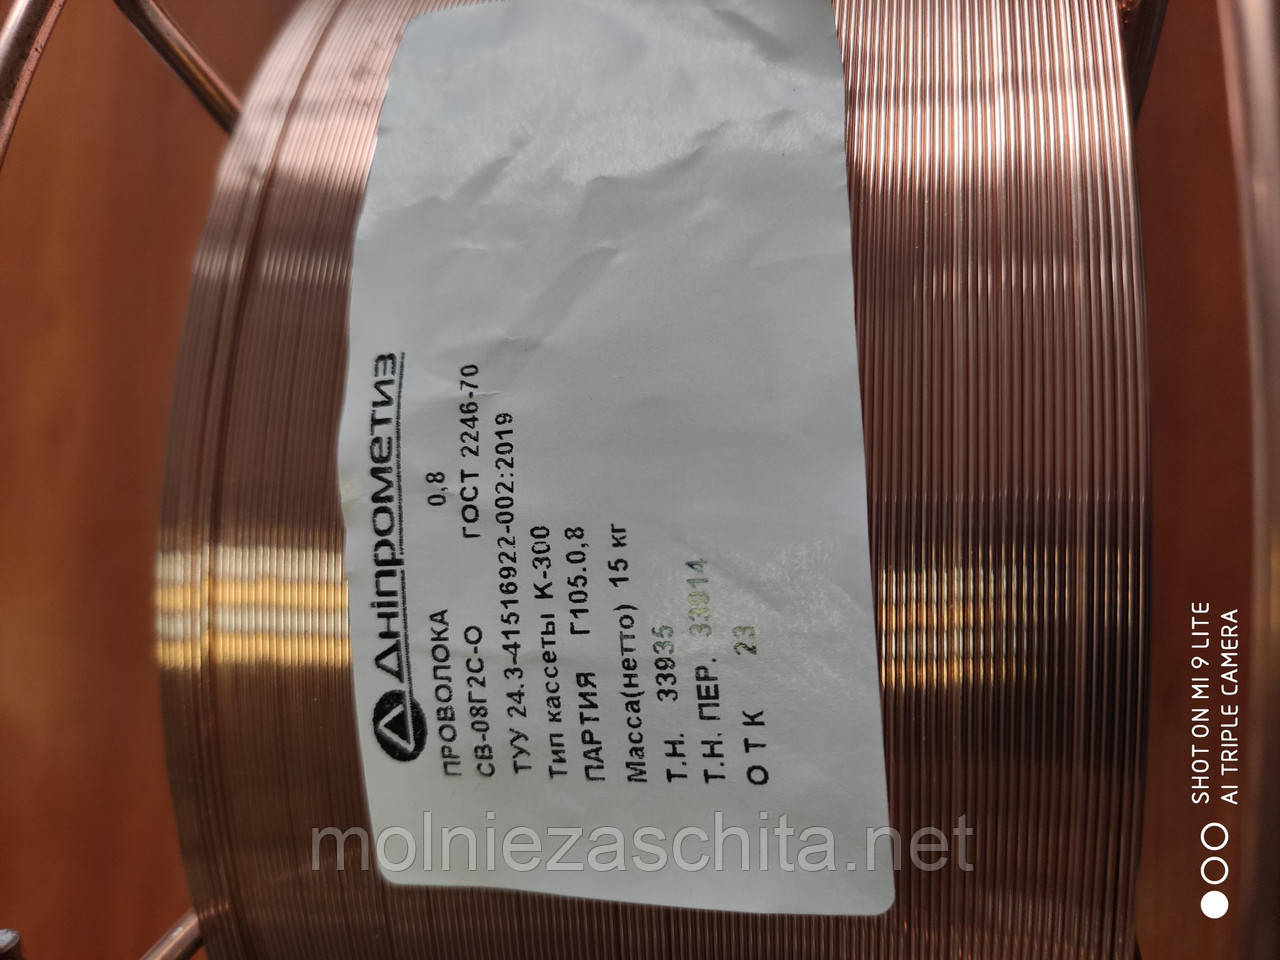 Дніпрометиз
ПРОВОЛОКА 0,8
СВ-08Г2С-О ГОСТ 2246-70
ТУУ 24.3-41516922-002:2019
Тип кассеты К-300
ПАРТИЯ Г105.0,8
Масса(нетто) 15 кг
Т.Н. 33935
Т.Н. ПЕР. 33914
О Т К 23
molniezaschita.net
SHOT ON MI 9 LITE
AI TRIPLE CAMERA